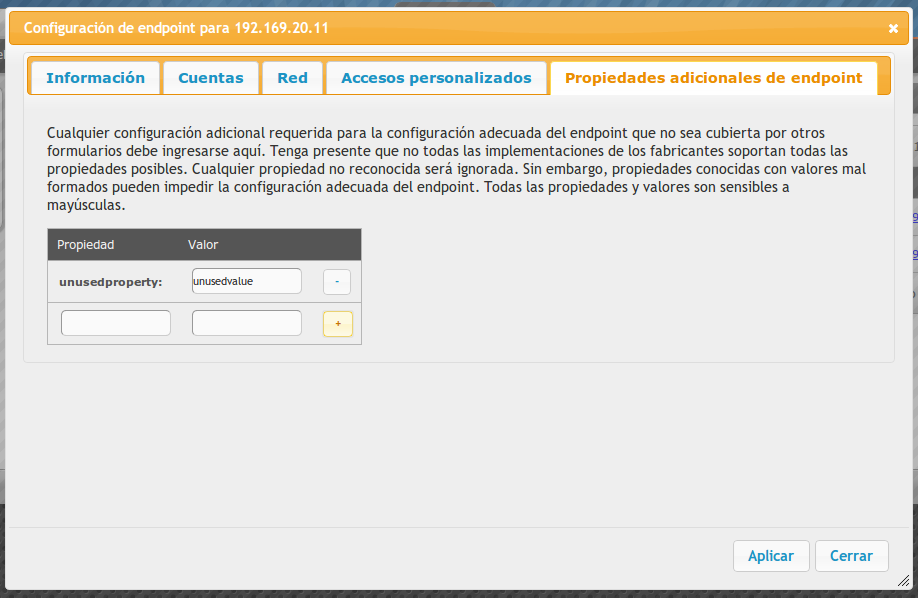 Configuración de endpoint para 192.169.20.11
Información Cuentas Red Accesos personalizados Propiedades adicionales de endpoint
Cualquier configuración adicional requerida para la configuración adecuada del endpoint que no sea cubierta por otros
formularios debe ingresarse aquí. Tenga presente que no todas las implementaciones de los fabricantes soportan todas las
propiedades posibles. Cualquier propiedad no reconocida será ignorada. Sin embargo, propiedades conocidas con valores mal
formados pueden impedir la configuración adecuada del endpoint. Todas las propiedades y valores son sensibles a
mayúsculas.
Propiedad Valor
unusedproperty: unusedvalue -
+
Aplicar Cerrar